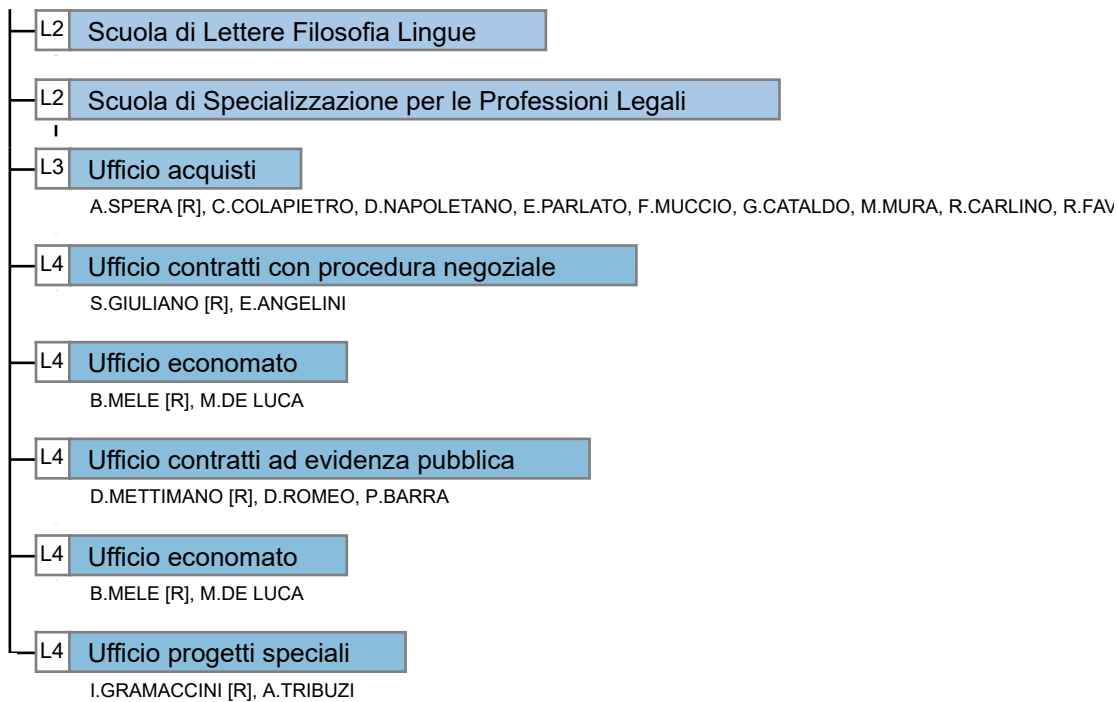 L2 Scuola di Lettere Filosofia Lingue
L2 Scuola di Specializzazione per le Professioni Legali
L3 Ufficio acquisti
A.SPERA [R], C.COLAPIETRO, D.NAPOLETANO, E.PARLATO, F.MUCCIO, G.CATALDO, M.MURA, R.CARLINO, R.FAV
L4 Ufficio contratti con procedura negoziale
S.GIULIANO [R], E.ANGELINI
L4 Ufficio economato
B.MELE [R], M.DE LUCA
L4 Ufficio contratti ad evidenza pubblica
D.METTIMANO [R], D.ROMEO, P.BARRA
L4 Ufficio economato
B.MELE [R], M.DE LUCA
L4 Ufficio progetti speciali
I.GRAMACCINI [R], A.TRIBUZI